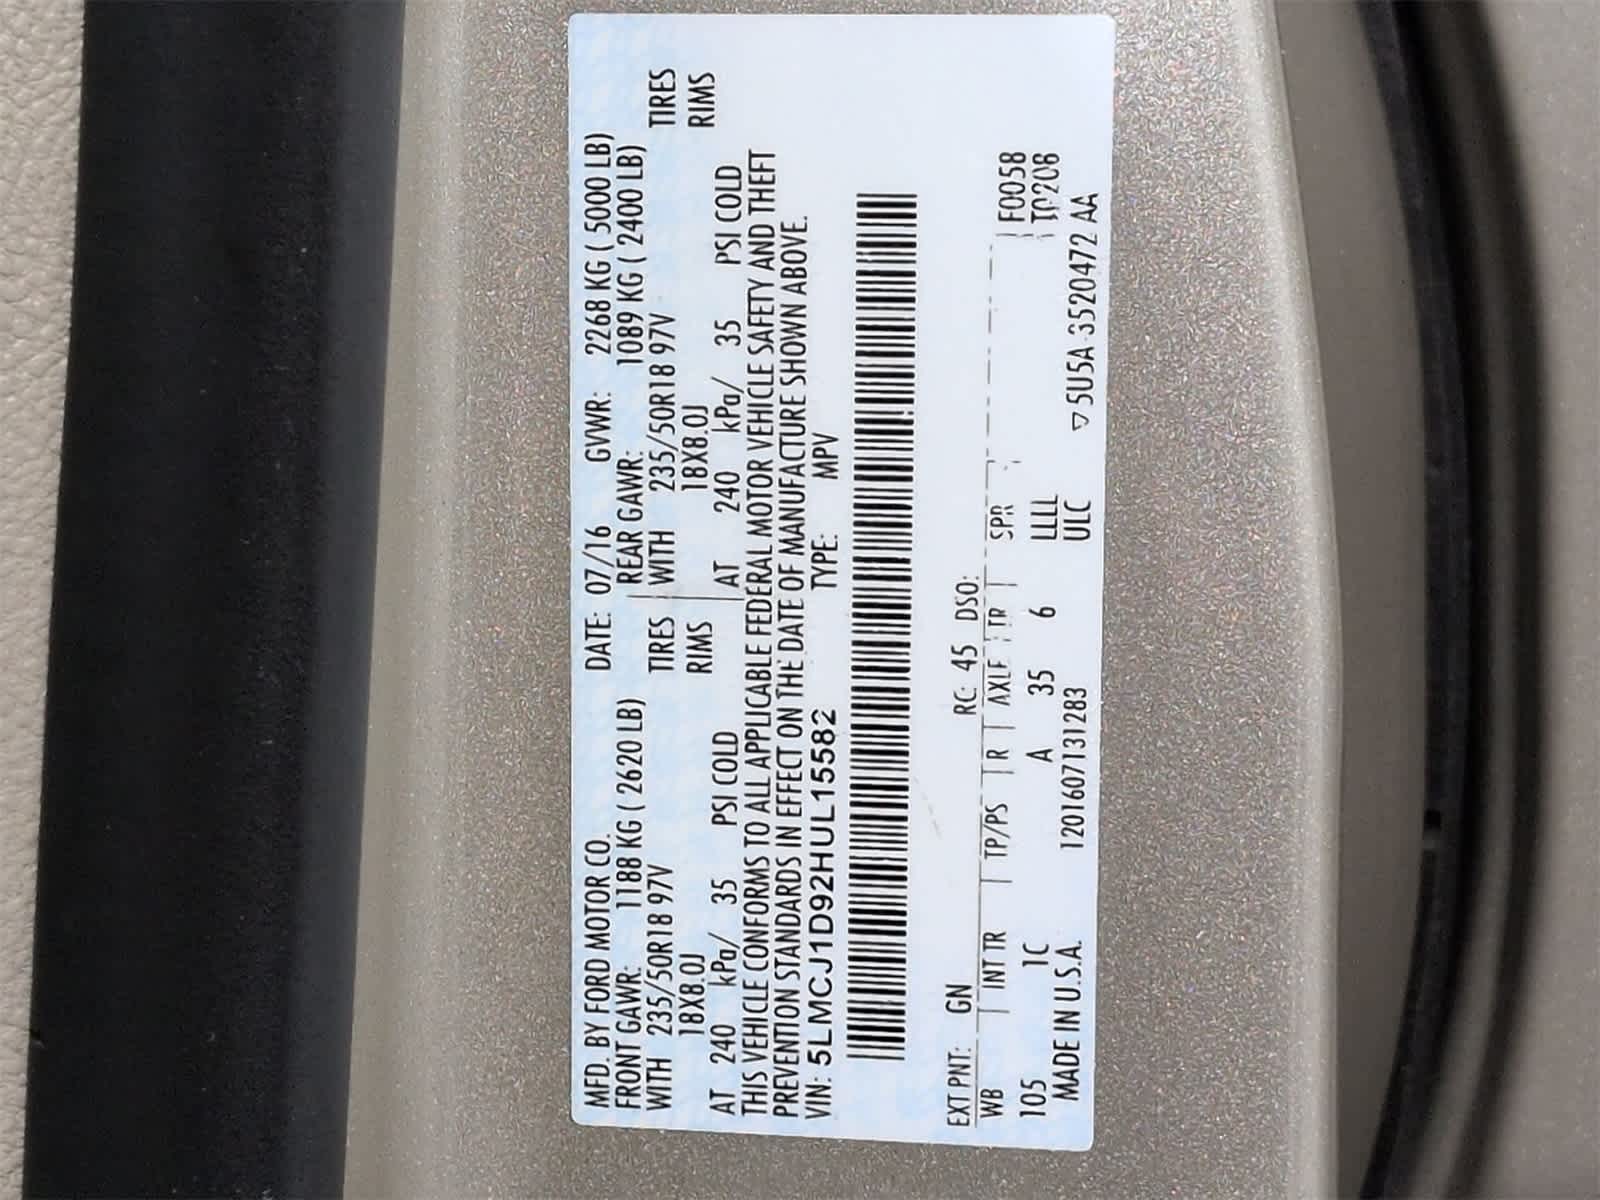 MFD. BY FORD MOTOR CO. DATE: 07/16 GVWR: 2268 KG ( 5000 LB)
FRONT GAWR: 1188 KG ( 2620 LB) REAR GAWR: 1089 KG ( 2400 LB)
WITH 235/50R18 97V TIRES WITH 235/50R18 97V TIRES
18X8.0J RIMS 18X8.0J RIMS
AT 240 kPa/ 35 PSI COLD AT 240 kPa/ 35 PSI COLD
THIS VEHICLE CONFORMS TO ALL APPLICABLE FEDERAL MOTOR VEHICLE SAFETY AND THEFT
PREVENTION STANDARDS IN EFFECT ON THE DATE OF MANUFACTURE SHOWN ABOVE.
VIN: 5LMCJ1D92HUL15582 TYPE: MPV
EXT PNT: GN RC: 45 DSO:
WB | INT TR | TP/PS | R | AXLE | TR | SPR F0058
105 1C A 35 6 LLLL TP208
MADE IN U.S.A. 120160713​1283 ULC ▽ 5U5A 3520472 AA